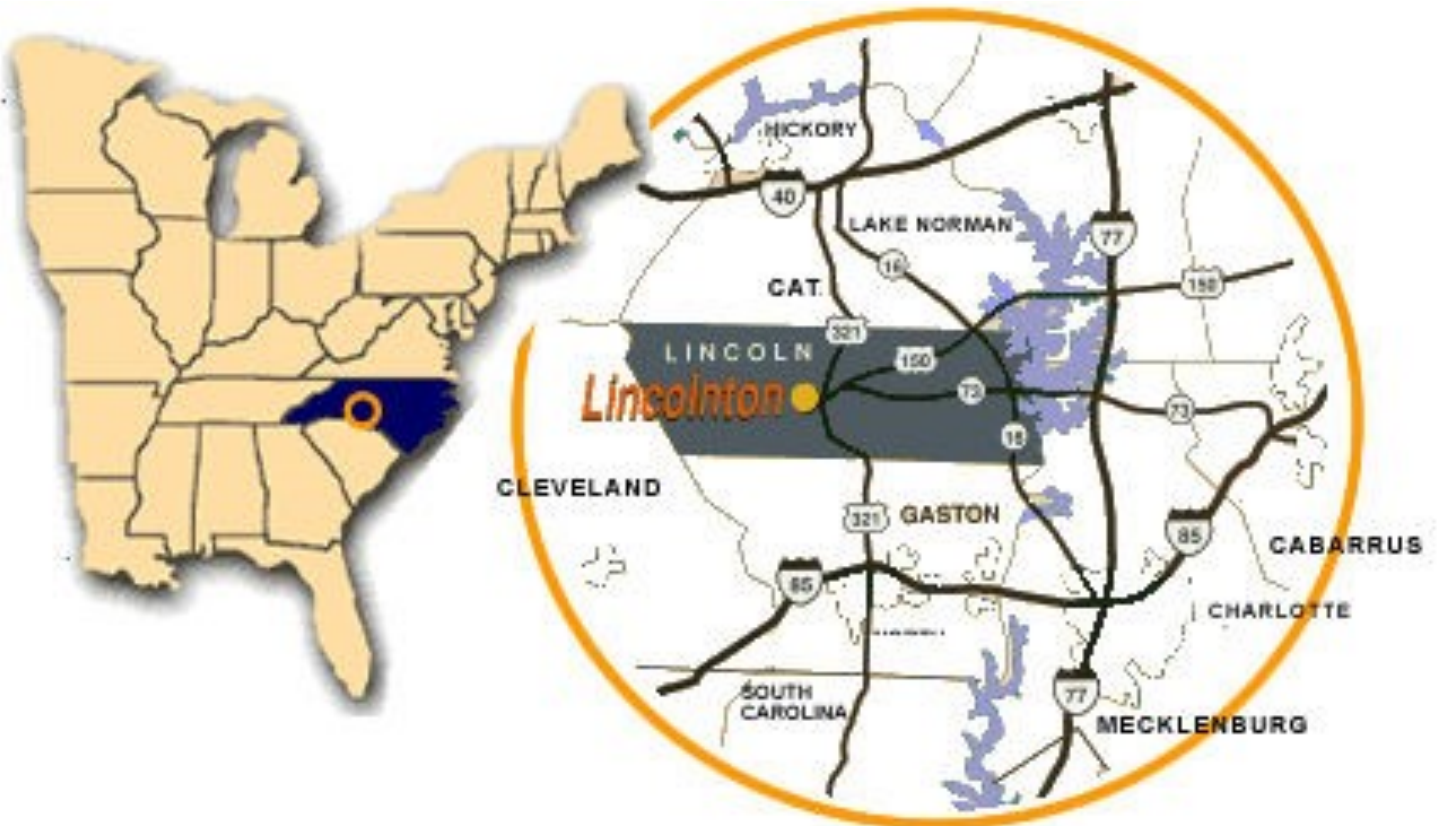 HICKORY
40
LAKE NORMAN
77
16
150
CAT.
321
LINCOLN
150
Lincolnton
73
73
16
CLEVELAND
321
GASTON
85
CABARRUS
85
CHARLOTTE
SOUTH
CAROLINA
77
MECKLENBURG